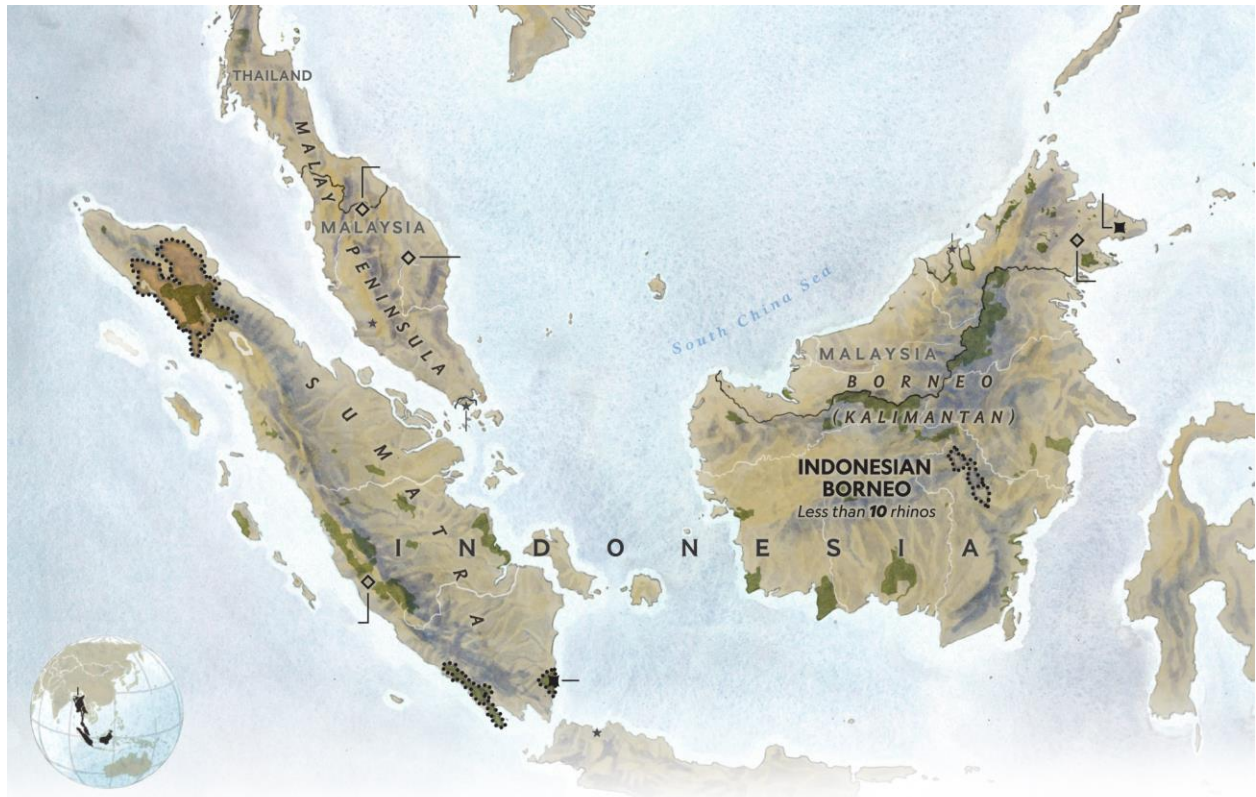 THAILAND
MALAY
PENINSULA
MALAYSIA
SUMATRA
South China Sea
MALAYSIA
BORNEO
(KALIMANTAN)
INDONESIAN
BORNEO
Less than 10 rhinos
INDONESIA